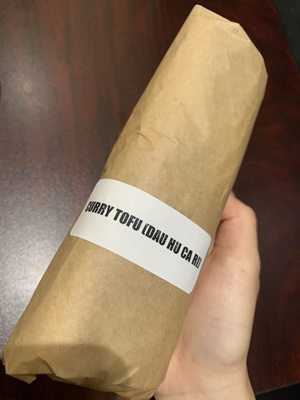 CURRY TOFU (DAU HU CA RI)